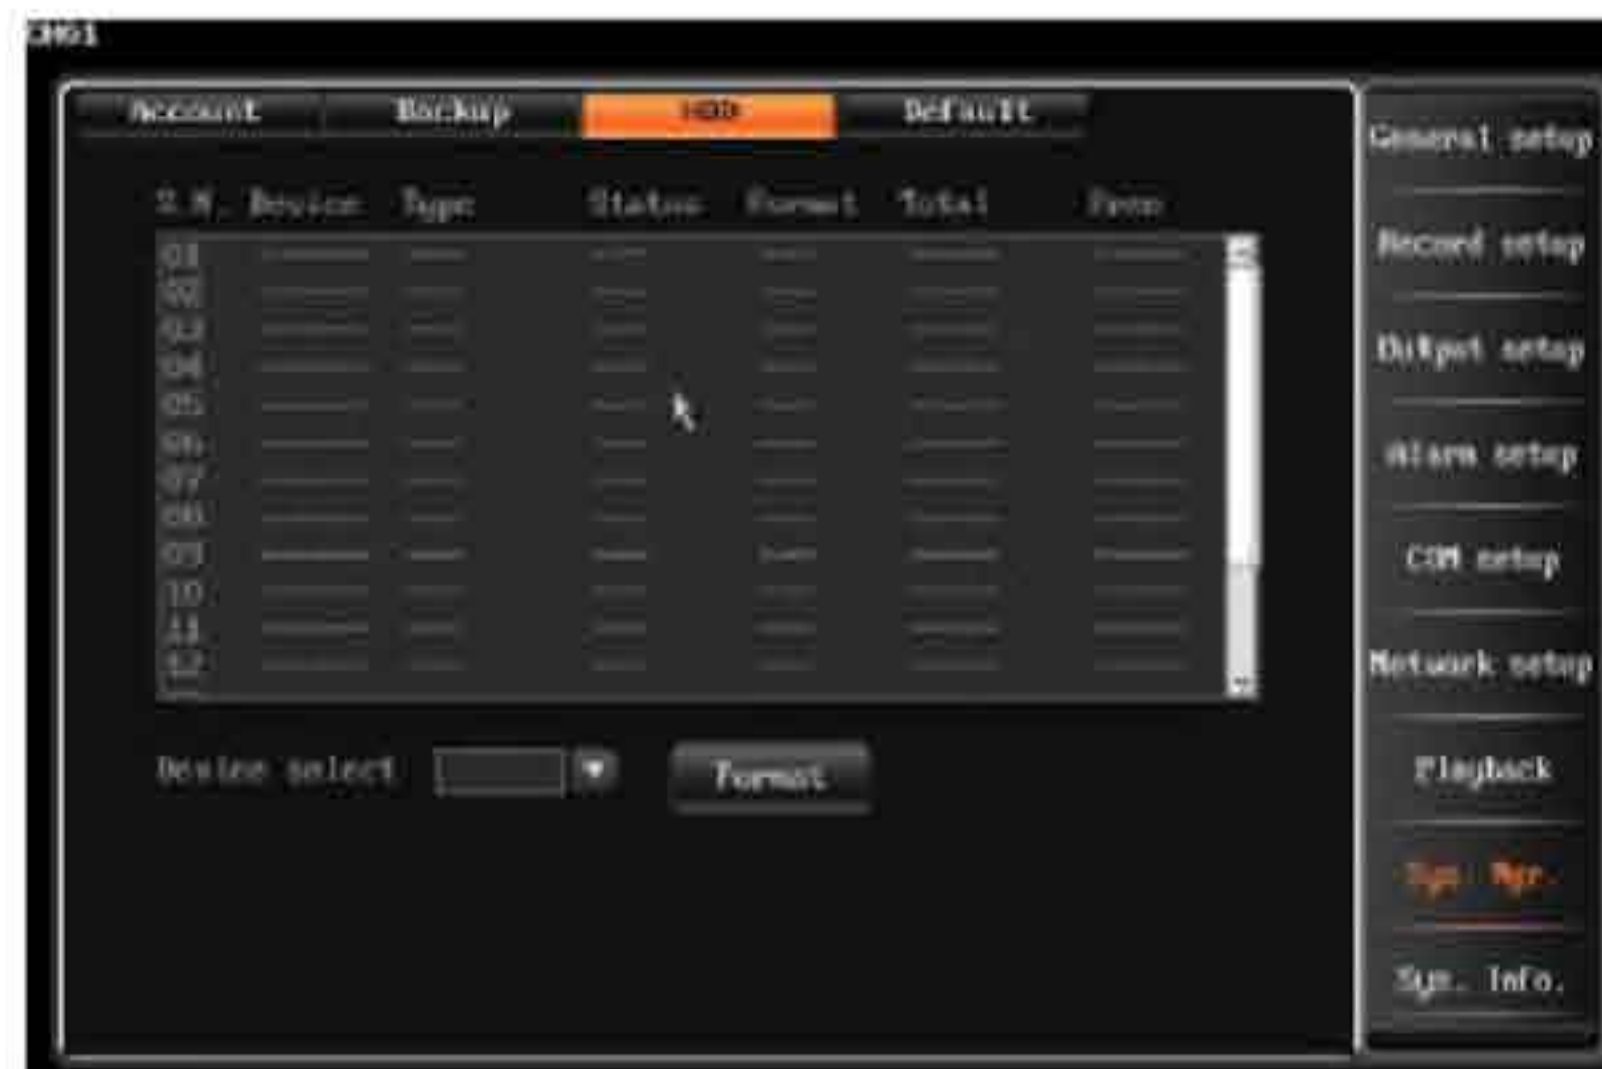 Account Backup HDD Default
S.N. Device Type Status Format Total Free
01
02
03
04
05
06
07
08
09
10
11
12
Device select Format
General setup
Record setup
Output setup
Alarm setup
COM setup
Network setup
Playback
Sys. Mgr.
Sys. Info.